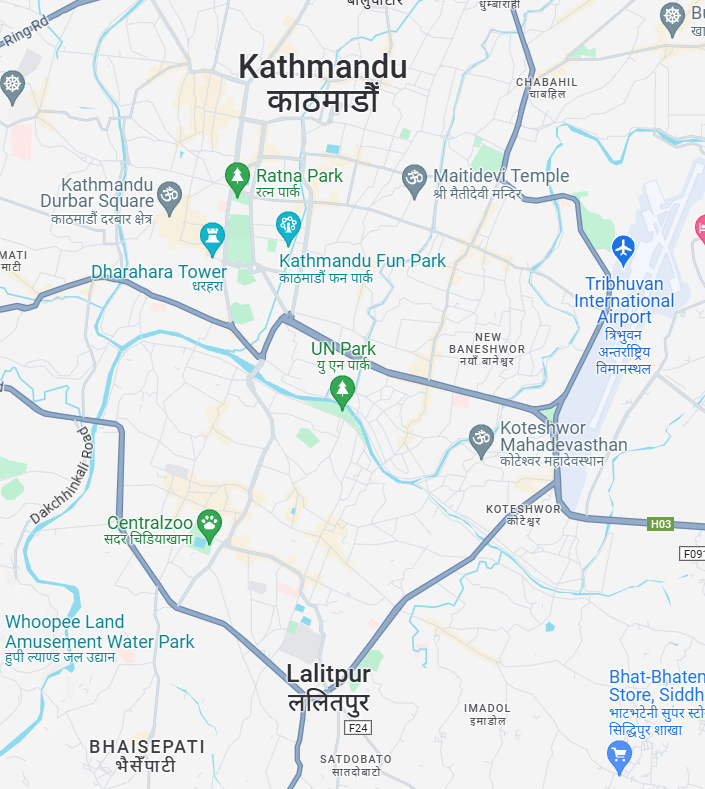 बालुवाटार
धुम्बाराही
Ring Rd
Kathmandu
काठमाडौं
CHABAHIL
चाबहिल
Ratna Park
रत्न पार्क
Maitidevi Temple
श्री मैतीदेवी मन्दिर
Kathmandu
Durbar Square
काठमाडौं दरबार क्षेत्र
Kathmandu Fun Park
काठमाडौं फन पार्क
MATI
माटी
Dharahara Tower
धरहरा
Tribhuvan
International
Airport
त्रिभुवन
अन्तर्राष्ट्रिय
विमानस्थल
NEW
BANESHWOR
नयाँ बानेश्वर
UN Park
यु एन पार्क
Koteshwor
Mahadevasthan
कोटेश्वर महादेवस्थान
Dakchhinkali Road
KOTESHWOR
कोटेश्वर
Centralzoo
सदर चिडियाखाना
H03
F091
Whoopee Land
Amusement Water Park
हुपी ल्याण्ड जल उद्यान
Lalitpur
ललितपुर
Bhat-Bhaten
Store, Siddh
भाटभटेनी सुपर स्टो
सिद्धिपुर शाखा
IMADOL
इमाडोल
F24
BHAISEPATI
भैसेँपाटी
SATDOBATO
सातदोबाटो